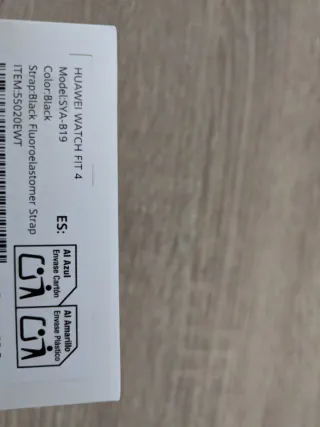 HUAWEI WATCH FIT 4
Model:SYA-B19
Color:Black
Strap:Black Fluoroelastomer Strap
ITEM:55020EWT
ES:
Al Azul
Envase Cartón
Al Amarillo
Envase Plástico